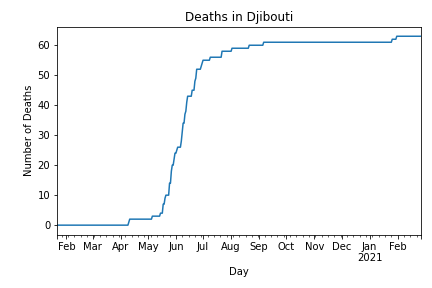 Deaths in Djibouti
Number of Deaths
60
50
40
30
20
10
0
Feb Mar Apr May Jun Jul Aug Sep Oct Nov Dec Jan Feb
2021
Day